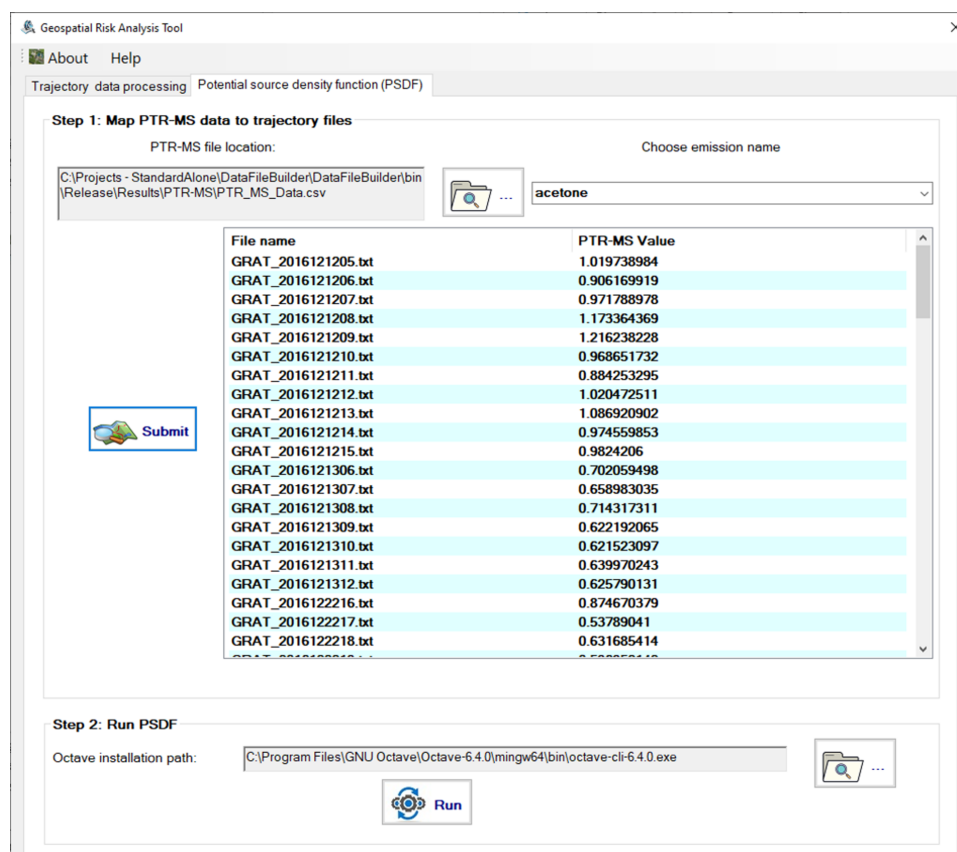 Geospatial Risk Analysis Tool
About Help
Trajectory data processing Potential source density function (PSDF)
Step 1: Map PTR-MS data to trajectory files
PTR-MS file location: Choose emission name
C:\Projects - StandardAlone\DataFileBuilder\DataFileBuilder\bin
\Release\Results\PTR-MS\PTR_MS_Data.csv
...
acetone
File name PTR-MS Value
GRAT_2016121205.txt 1.019738984
GRAT_2016121206.txt 0.906169919
GRAT_2016121207.txt 0.971788978
GRAT_2016121208.txt 1.173364369
GRAT_2016121209.txt 1.216238228
GRAT_2016121210.txt 0.968651732
GRAT_2016121211.txt 0.884253295
GRAT_2016121212.txt 1.020472511
GRAT_2016121213.txt 1.086920902
GRAT_2016121214.txt 0.974559853
GRAT_2016121215.txt 0.9824206
GRAT_2016121306.txt 0.702059498
GRAT_2016121307.txt 0.658983035
GRAT_2016121308.txt 0.714317311
GRAT_2016121309.txt 0.622192065
GRAT_2016121310.txt 0.621523097
GRAT_2016121311.txt 0.639970243
GRAT_2016121312.txt 0.625790131
GRAT_2016122216.txt 0.874670379
GRAT_2016122217.txt 0.53789041
GRAT_2016122218.txt 0.631685414
Submit
Step 2: Run PSDF
Octave installation path: C:\Program Files\GNU Octave\Octave-6.4.0\mingw64\bin\octave-cli-6.4.0.exe
...
Run